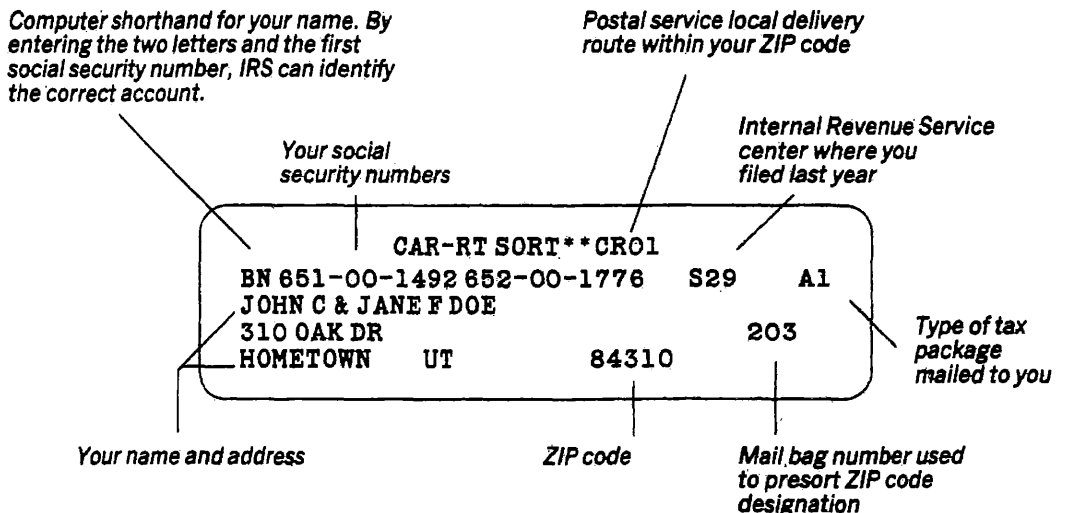 Computer shorthand for your name. By
entering the two letters and the first
social security number, IRS can identify
the correct account.
Postal service local delivery
route within your ZIP code
Your social
security numbers
Internal Revenue Service
center where you
filed last year
CAR-RT SORT**CR01
BN 651-00-1492 652-00-1776 S29 A1
JOHN C & JANE F DOE
310 OAK DR 203
HOMETOWN UT 84310
Type of tax
package
mailed to you
Your name and address
ZIP code
Mail bag number used
to presort ZIP code
designation